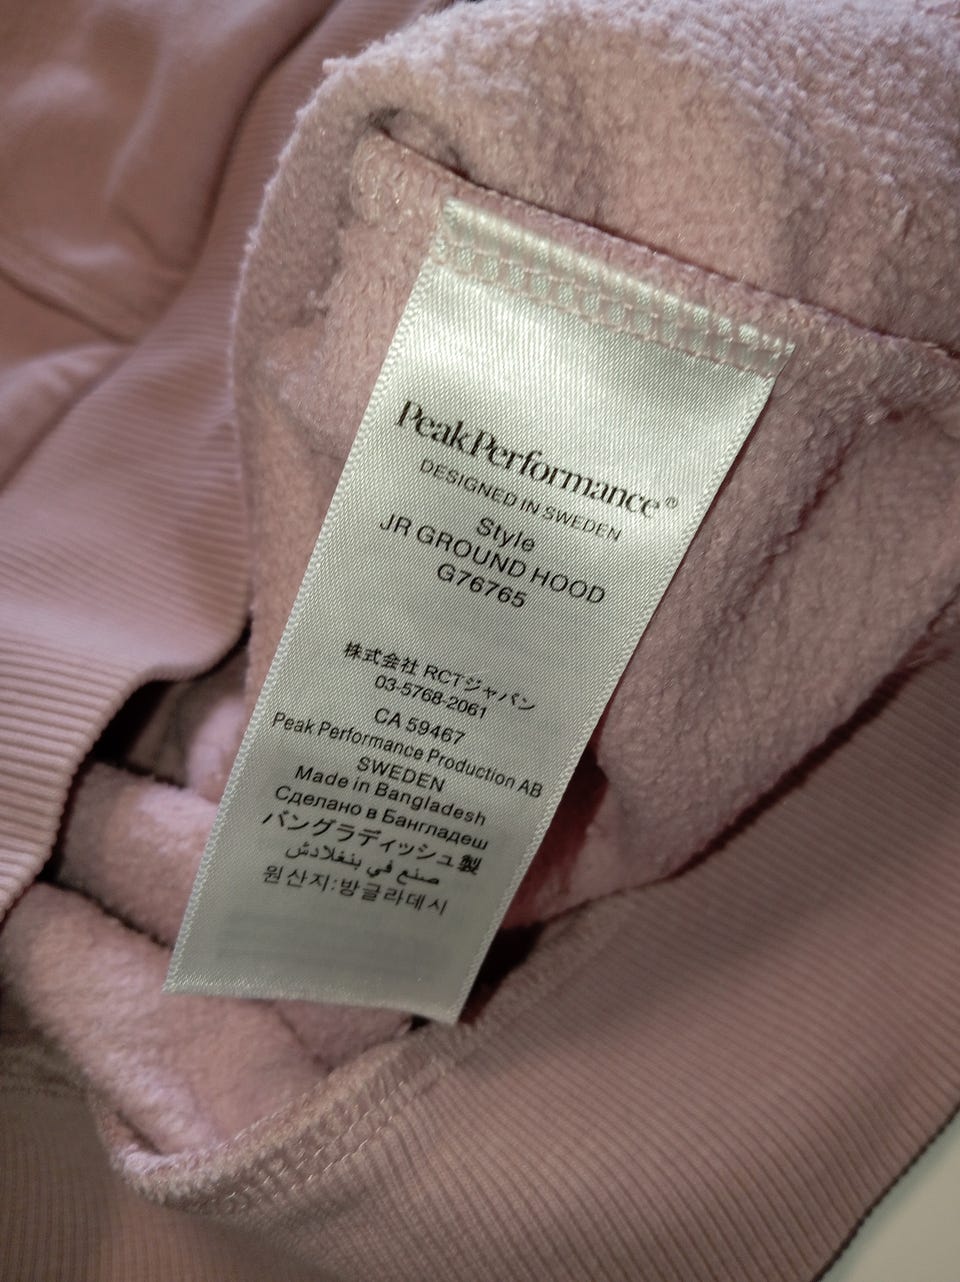 PeakPerformance®
DESIGNED IN SWEDEN
Style
JR GROUND HOOD
G76765
株式会社 RCTジャパン
03-5768-2061
CA 59467
Peak Performance Production AB
SWEDEN
Made in Bangladesh
Сделано в Бангладеш
バングラディッシュ製
صنع في بنغلادش
원산지:방글라데시